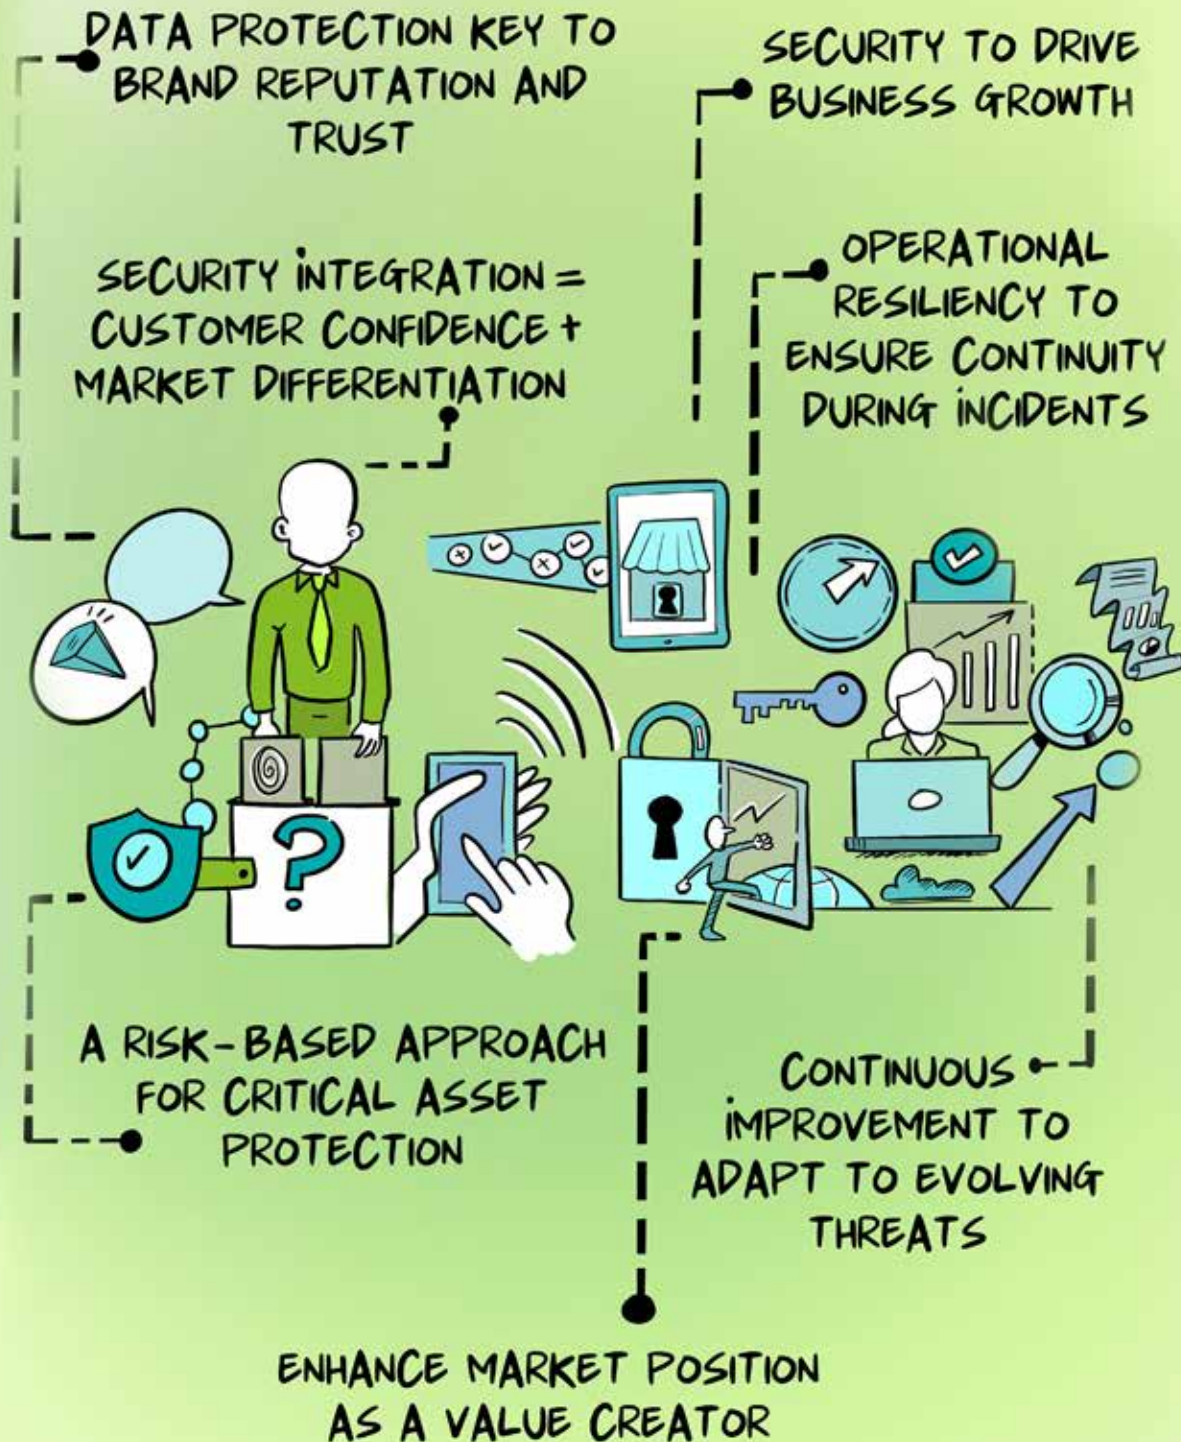 DATA PROTECTION KEY TO
BRAND REPUTATION AND
TRUST
SECURITY TO DRIVE
BUSINESS GROWTH
SECURITY INTEGRATION =
CUSTOMER CONFIDENCE +
MARKET DIFFERENTIATION
OPERATIONAL
RESILIENCY TO
ENSURE CONTINUITY
DURING INCIDENTS
?
A RISK-BASED APPROACH
FOR CRITICAL ASSET
PROTECTION
CONTINUOUS
IMPROVEMENT TO
ADAPT TO EVOLVING
THREATS
ENHANCE MARKET POSITION
AS A VALUE CREATOR